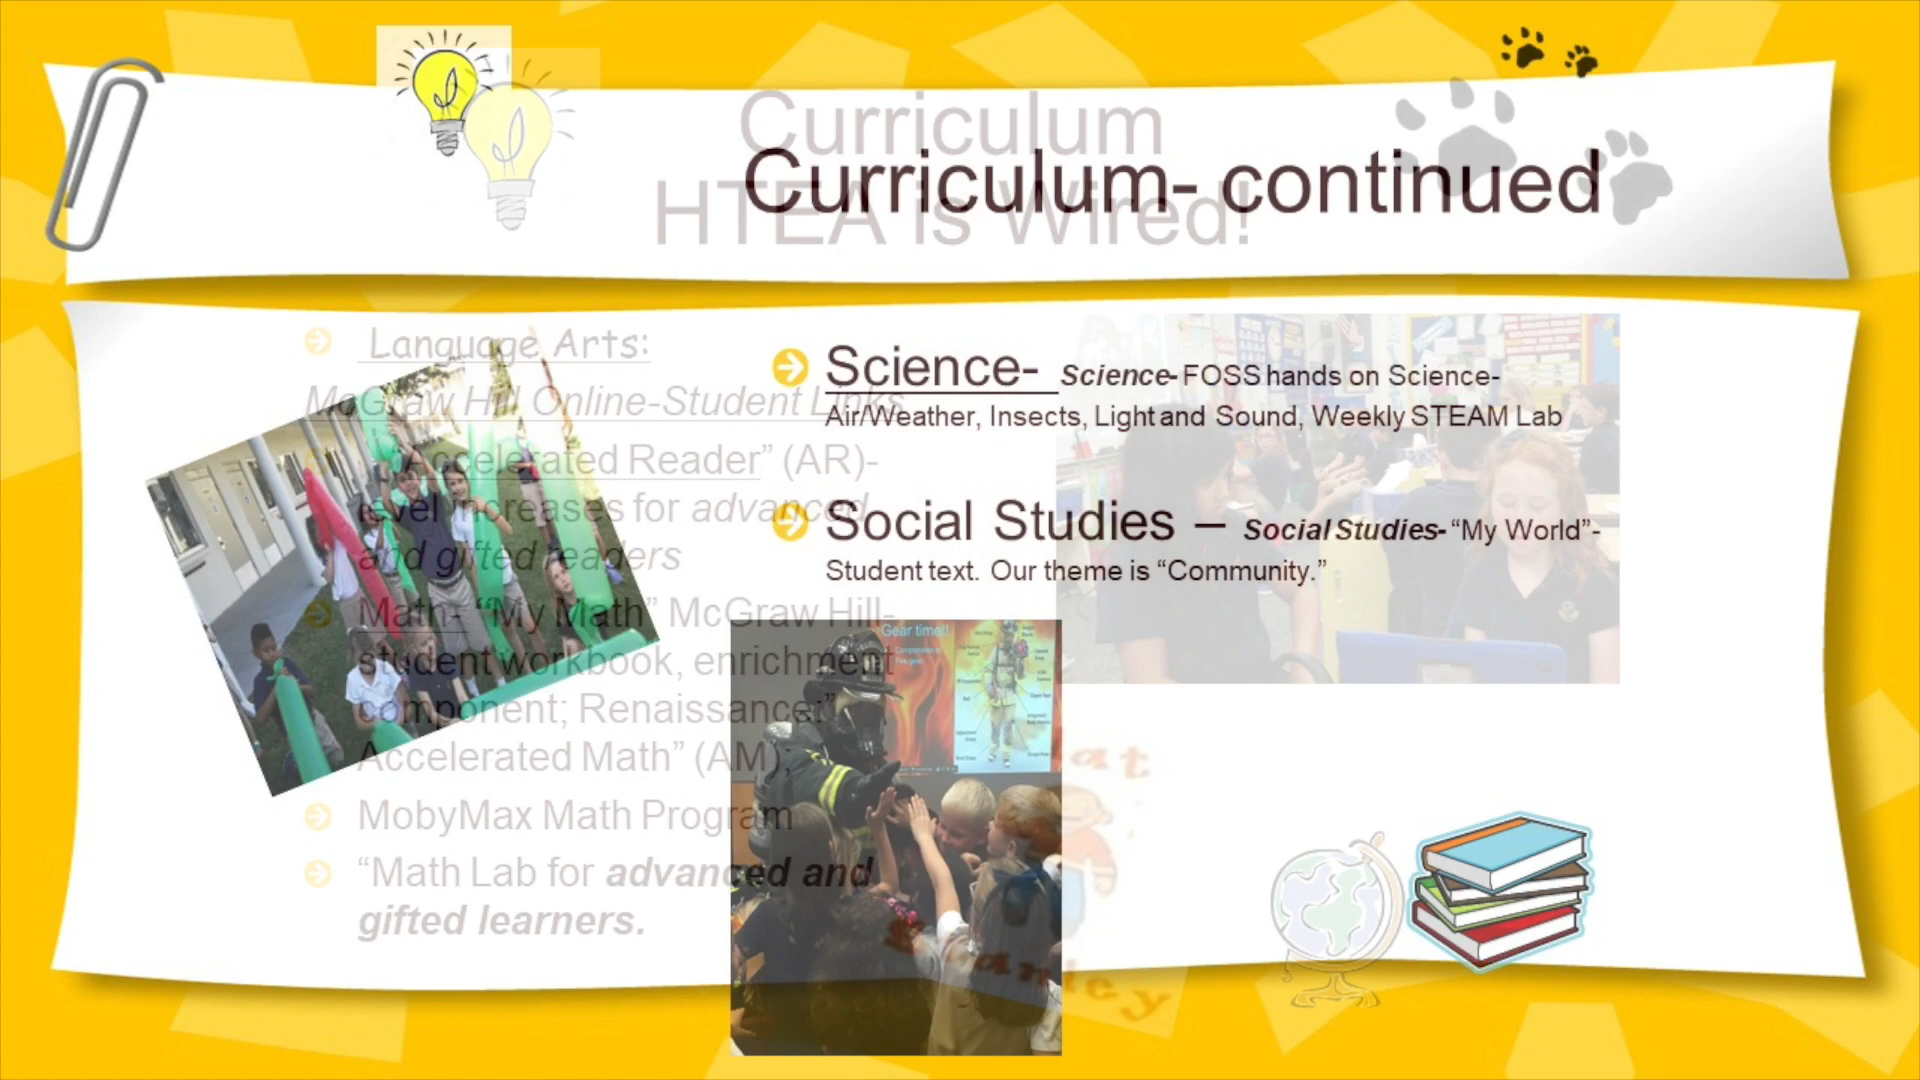 Curriculum
HTEA is Wired!
Curriculum- continued
Language Arts:
McGraw Hill Online-Student Links
Accelerated Reader” (AR)-
level increases for advanced
and gifted readers
Math- “My Math” McGraw Hill-
student workbook, enrichment
component; Renaissance:”
Accelerated Math” (AM)
MobyMax Math Program
“Math Lab for advanced and
gifted learners.
Science- Science-FOSS hands on Science-
Air/Weather, Insects, Light and Sound, Weekly STEAM Lab
Social Studies – Social Studies- “My World”-
Student text. Our theme is “Community.”
Gear time!!